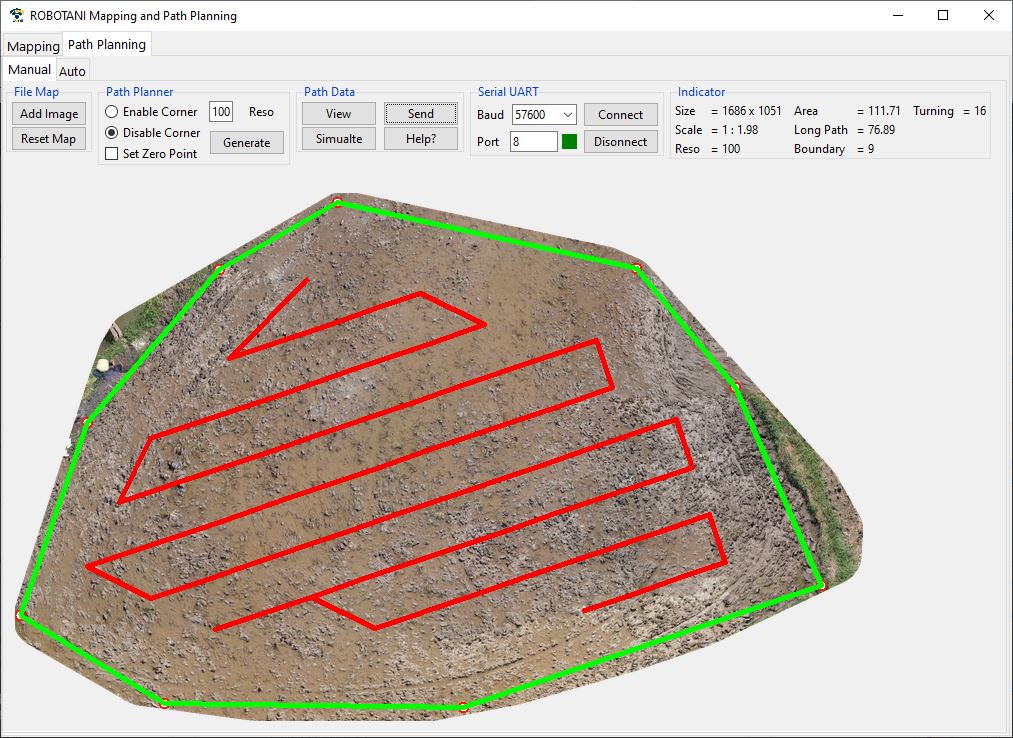 ROBOTANI Mapping and Path Planning
Mapping Path Planning
Manual Auto
File Map
Add Image
Reset Map
Path Planner
Enable Corner 100 Reso
Disable Corner
Set Zero Point
Generate
Path Data
View Send
Simualte Help?
Serial UART
Baud 57600 Connect
Port 8 Disonnect
Indicator
Size = 1686 x 1051 Area = 111.71 Turning = 16
Scale = 1 : 1.98 Long Path = 76.89
Reso = 100 Boundary = 9